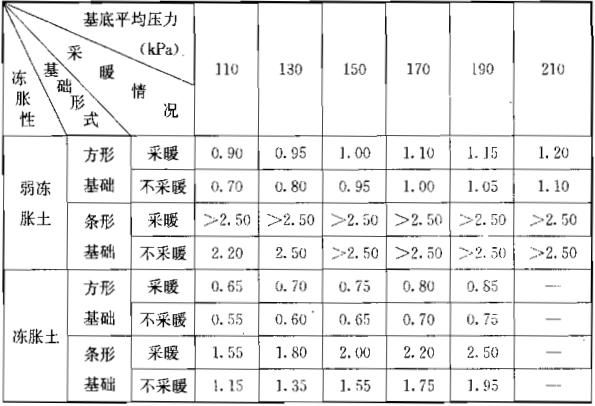 基底平均压力
(kPa)
采暖情况
基础形式
冻胀性
110 130 150 170 190 210
弱冻胀土 方形基础 采暖 0.90 0.95 1.00 1.10 1.15 1.20
不采暖 0.70 0.80 0.95 1.00 1.05 1.10
条形基础 采暖 >2.50 >2.50 >2.50 >2.50 >2.50 >2.50
不采暖 2.20 2.50 >2.50 >2.50 >2.50 >2.50
冻胀土 方形基础 采暖 0.65 0.70 0.75 0.80 0.85 —
不采暖 0.55 0.60 0.65 0.70 0.75 —
条形基础 采暖 1.55 1.80 2.00 2.20 2.50 —
不采暖 1.15 1.35 1.55 1.75 1.95 —